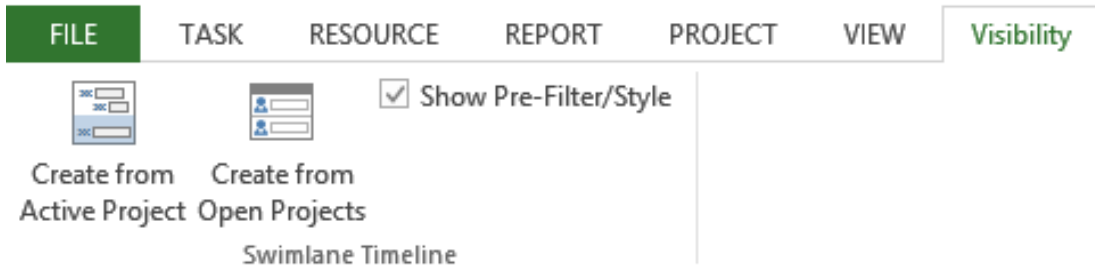 FILE TASK RESOURCE REPORT PROJECT VIEW Visibility
Show Pre-Filter/Style
Create from Create from
Active Project Open Projects
Swimlane Timeline